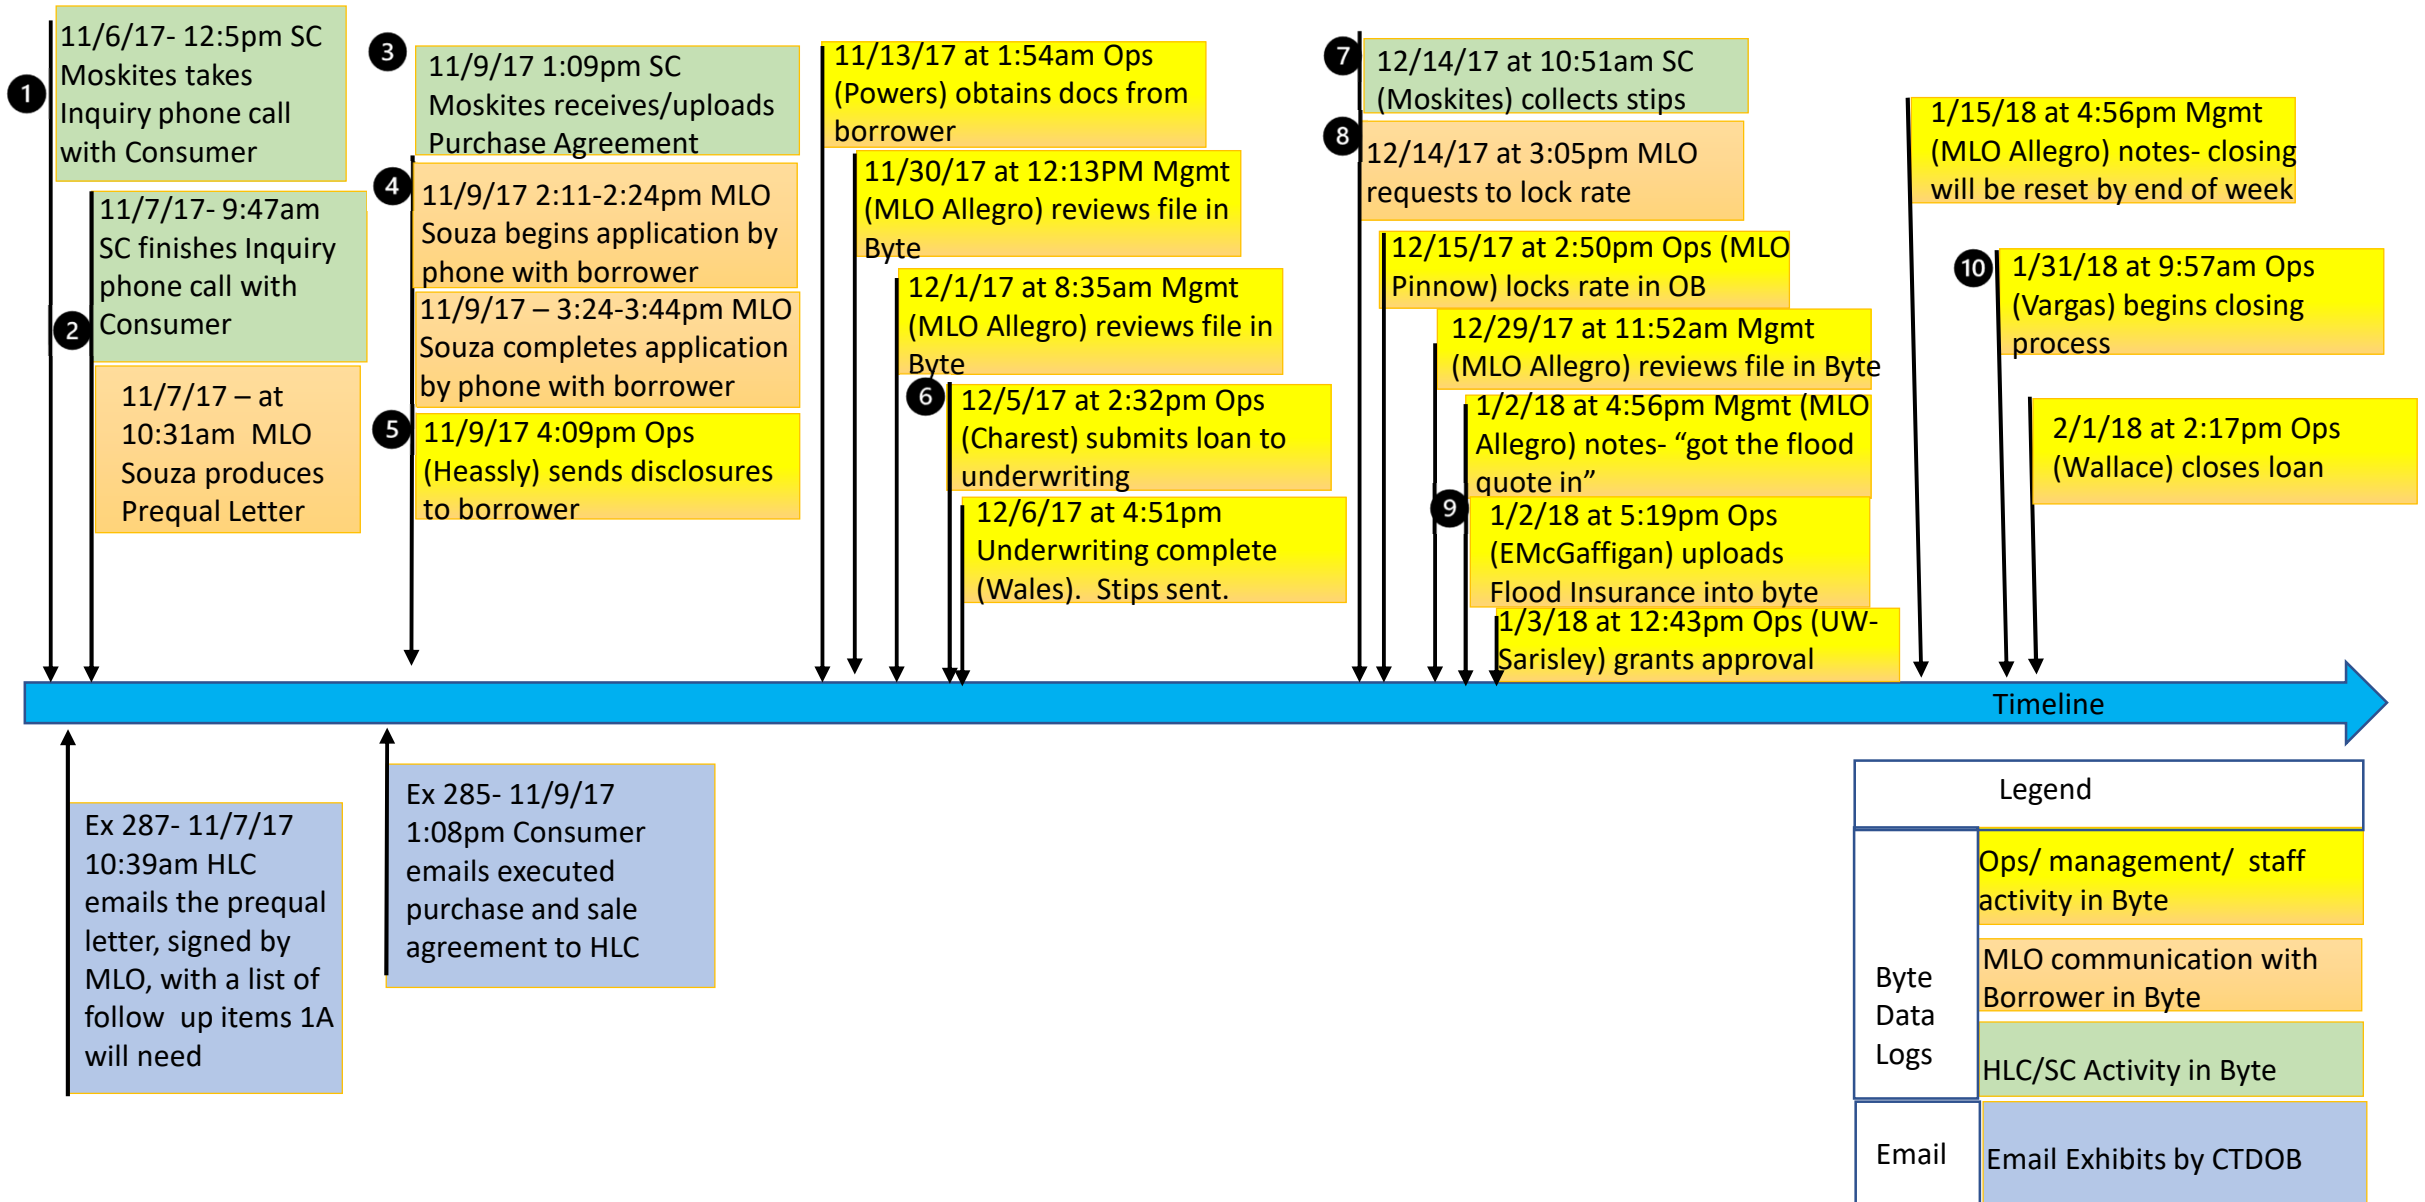 1
11/6/17- 12:5pm SC
Moskites takes
Inquiry phone call
with Consumer
2
11/7/17- 9:47am
SC finishes Inquiry
phone call with
Consumer
11/7/17 – at
10:31am  MLO
Souza produces
Prequal Letter
3
11/9/17 1:09pm SC
Moskites receives/uploads
Purchase Agreement
4
11/9/17 2:11-2:24pm MLO
Souza begins application by
phone with borrower
11/9/17 – 3:24-3:44pm MLO
Souza completes application
by phone with borrower
5
11/9/17 4:09pm Ops
(Heassly) sends disclosures
to borrower
11/13/17 at 1:54am Ops
(Powers) obtains docs from
borrower
11/30/17 at 12:13PM Mgmt
(MLO Allegro) reviews file in
Byte
12/1/17 at 8:35am Mgmt
(MLO Allegro) reviews file in
Byte
6
12/5/17 at 2:32pm Ops
(Charest) submits loan to
underwriting
12/6/17 at 4:51pm
Underwriting complete
(Wales).  Stips sent.
7
12/14/17 at 10:51am SC
(Moskites) collects stips
8
12/14/17 at 3:05pm MLO
requests to lock rate
12/15/17 at 2:50pm Ops (MLO
Pinnow) locks rate in OB
12/29/17 at 11:52am Mgmt
(MLO Allegro) reviews file in Byte
1/2/18 at 4:56pm Mgmt (MLO
Allegro) notes- “got the flood
quote in”
9
1/2/18 at 5:19pm Ops
(EMcGaffigan) uploads
Flood Insurance into byte
1/3/18 at 12:43pm Ops (UW-
Sarisley) grants approval
1/15/18 at 4:56pm Mgmt
(MLO Allegro) notes- closing
will be reset by end of week
10
1/31/18 at 9:57am Ops
(Vargas) begins closing
process
2/1/18 at 2:17pm Ops
(Wallace) closes loan
Timeline
Ex 287- 11/7/17
10:39am HLC
emails the prequal
letter, signed by
MLO, with a list of
follow  up items 1A
will need
Ex 285- 11/9/17
1:08pm Consumer
emails executed
purchase and sale
agreement to HLC
Legend
Byte
Data
Logs
Ops/ management/  staff
activity in Byte
MLO communication with
Borrower in Byte
HLC/SC Activity in Byte
Email
Email Exhibits by CTDOB